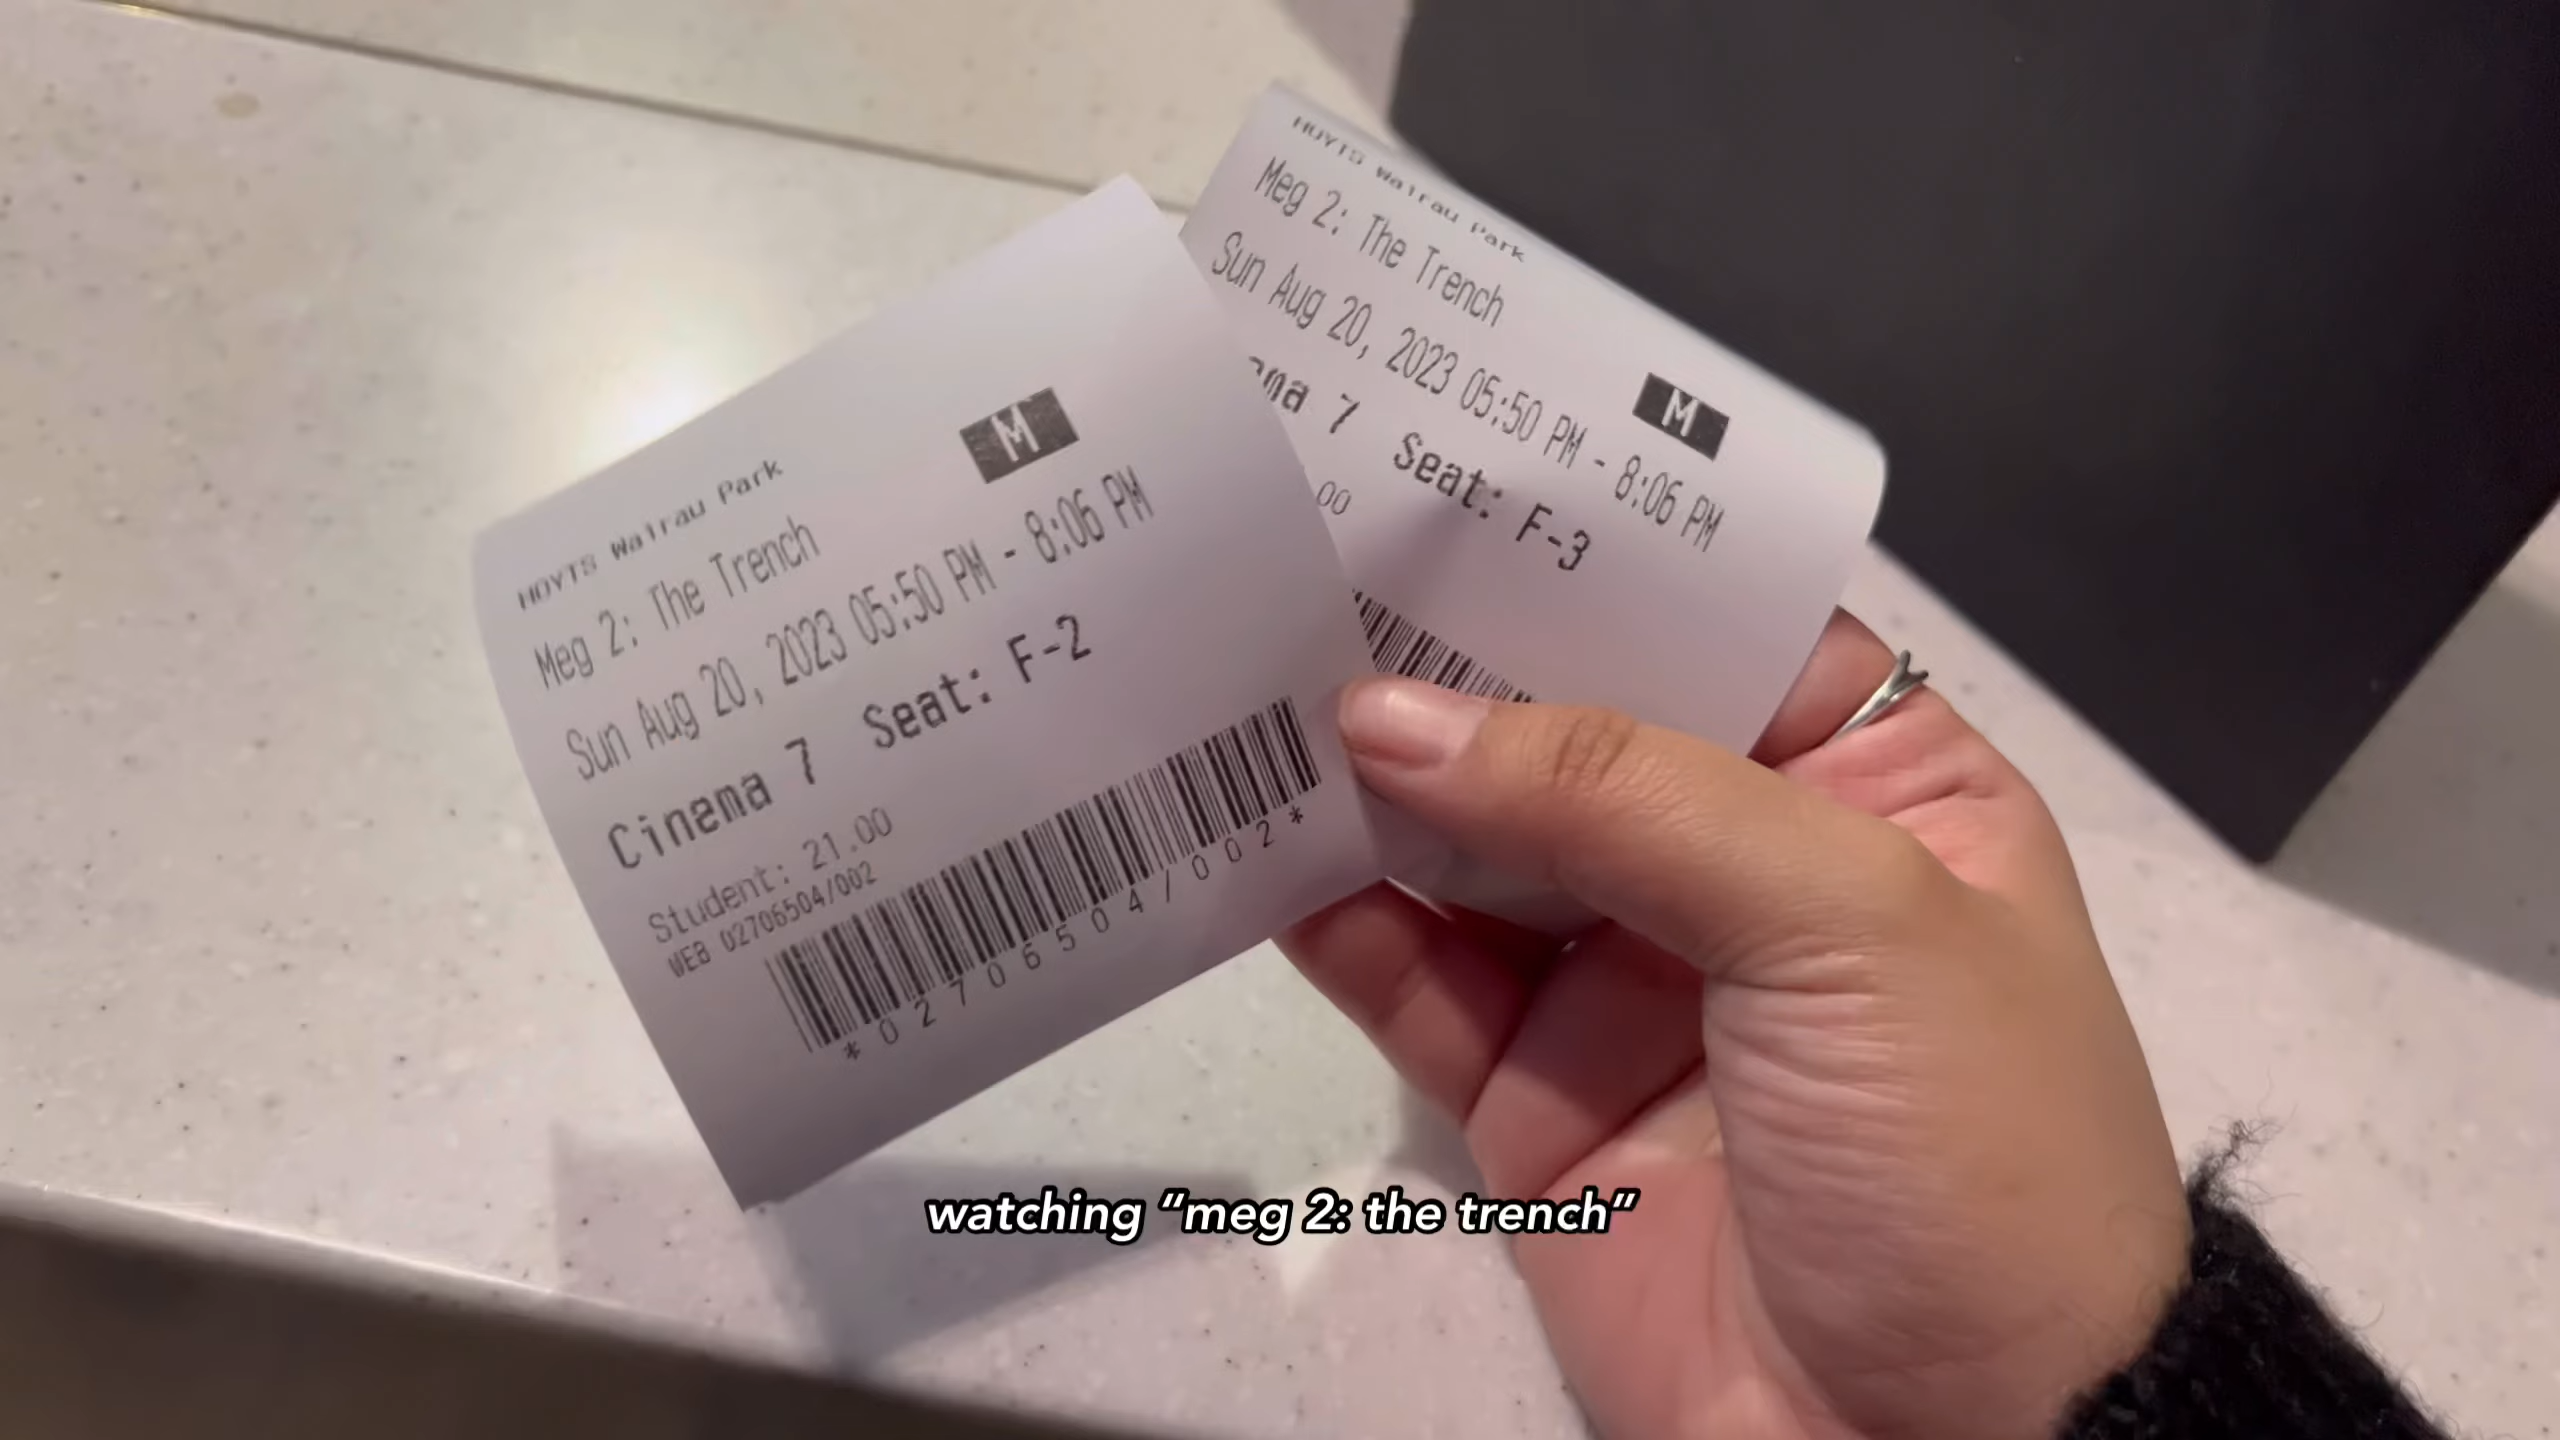 HOYTS Wairau Park
Meg 2: The Trench
M
Sun Aug 20, 2023 05:50 PM - 8:06 PM
Cinema 7 Seat: F-2
Student: 21.00
WEB 02706504/002
*02706504/002*
HOYTS Wairau Park
Meg 2: The Trench
M
Sun Aug 20, 2023 05:50 PM - 8:06 PM
7 Seat: F-3
.00
watching “meg 2: the trench”